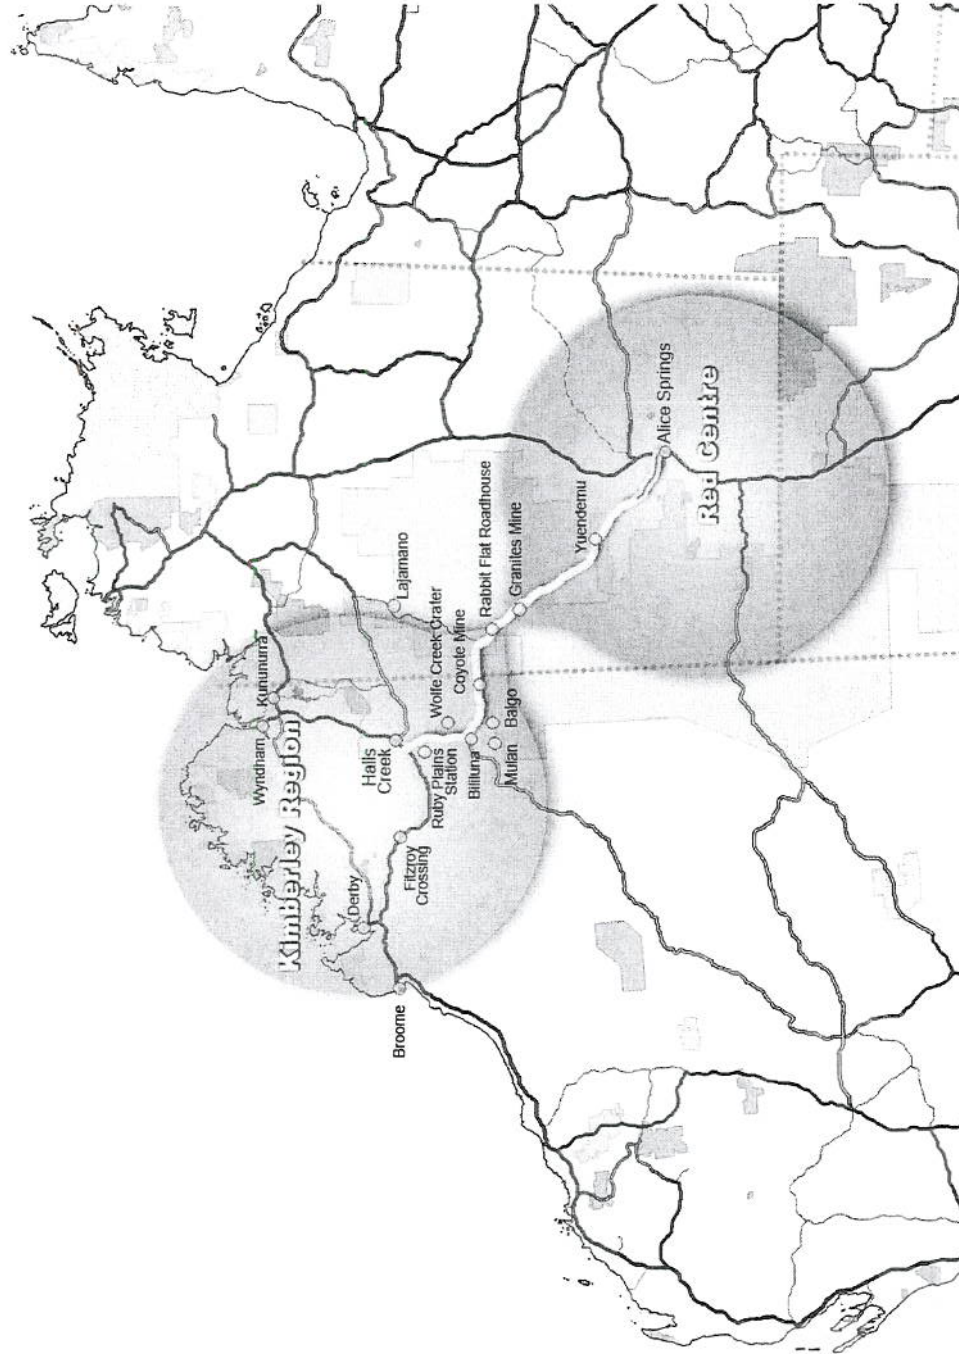 Kimberley Region
Wyndham
Kununurra
Derby
Broome
Fitzroy
Crossing
Halls
Creek
Ruby Plains
Station
Wolfe Creek Crater
Lajamano
Billiluna
Coyote Mine
Mulan
Balgo
Rabbit Flat Roadhouse
Granites Mine
Yuendemu
Alice Springs
Red Centre